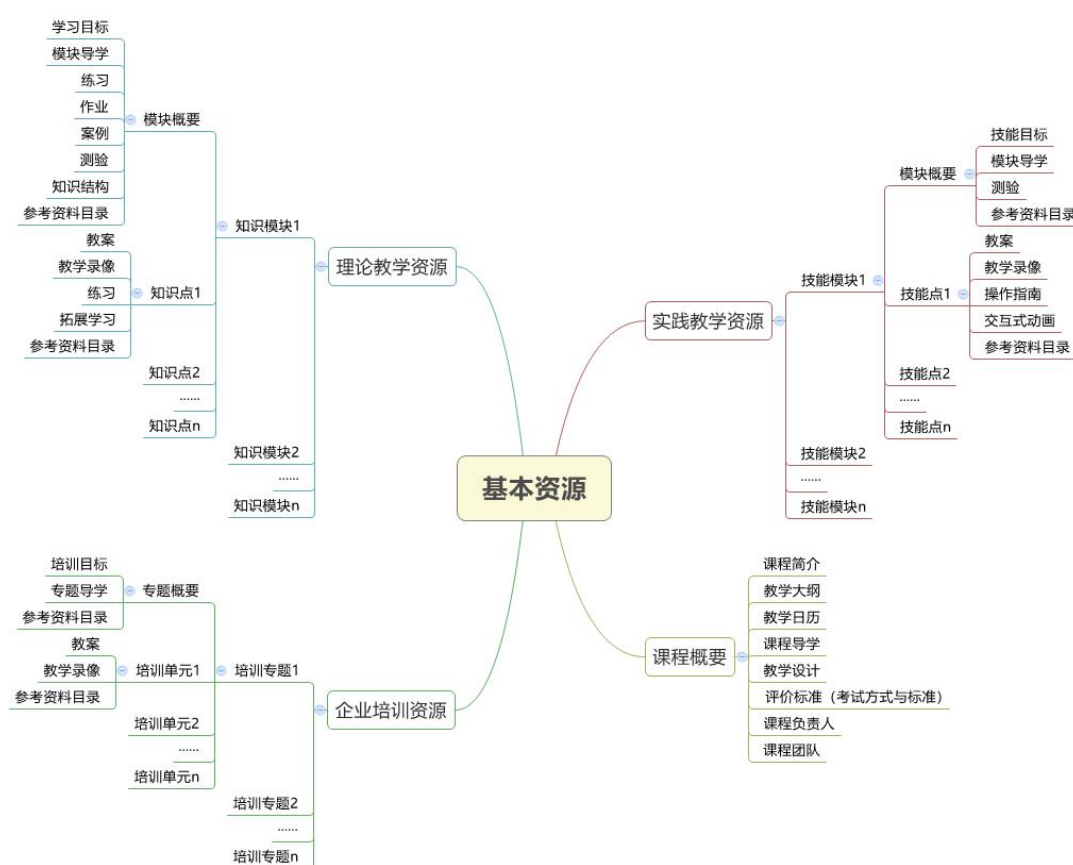 基本资源
理论教学资源
知识模块1
模块概要
学习目标
模块导学
练习
作业
案例
测验
知识结构
参考资料目录
知识点1
教案
教学录像
练习
拓展学习
参考资料目录
知识点2
......
知识点n
知识模块2
......
知识模块n
企业培训资源
培训专题1
专题概要
培训目标
专题导学
参考资料目录
培训单元1
教案
教学录像
参考资料目录
培训单元2
......
培训单元n
培训专题2
......
培训专题n
实践教学资源
技能模块1
模块概要
技能目标
模块导学
测验
参考资料目录
技能点1
教案
教学录像
操作指南
交互式动画
参考资料目录
技能点2
......
技能点n
技能模块2
......
技能模块n
课程概要
课程简介
教学大纲
教学日历
课程导学
教学设计
评价标准（考试方式与标准）
课程负责人
课程团队